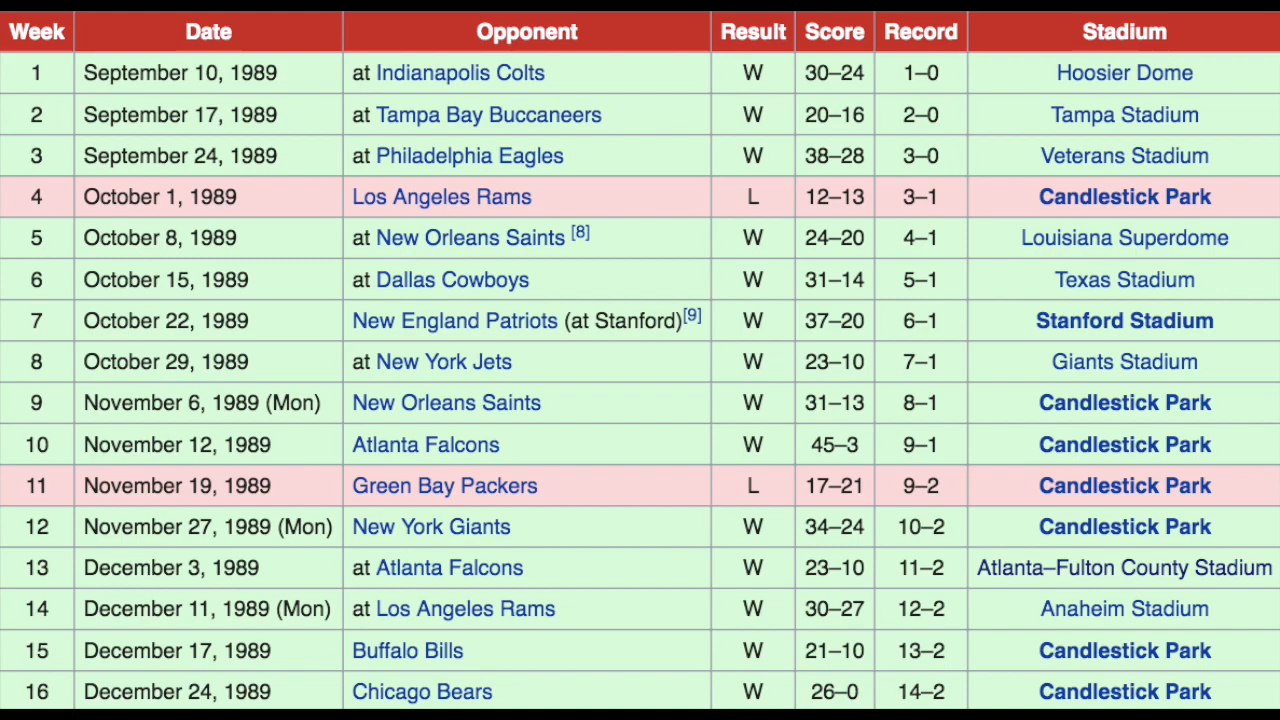 Week Date Opponent Result Score Record Stadium
1 September 10, 1989 at Indianapolis Colts W 30–24 1–0 Hoosier Dome
2 September 17, 1989 at Tampa Bay Buccaneers W 20–16 2–0 Tampa Stadium
3 September 24, 1989 at Philadelphia Eagles W 38–28 3–0 Veterans Stadium
4 October 1, 1989 Los Angeles Rams L 12–13 3–1 Candlestick Park
5 October 8, 1989 at New Orleans Saints [8] W 24–20 4–1 Louisiana Superdome
6 October 15, 1989 at Dallas Cowboys W 31–14 5–1 Texas Stadium
7 October 22, 1989 New England Patriots (at Stanford)[9] W 37–20 6–1 Stanford Stadium
8 October 29, 1989 at New York Jets W 23–10 7–1 Giants Stadium
9 November 6, 1989 (Mon) New Orleans Saints W 31–13 8–1 Candlestick Park
10 November 12, 1989 Atlanta Falcons W 45–3 9–1 Candlestick Park
11 November 19, 1989 Green Bay Packers L 17–21 9–2 Candlestick Park
12 November 27, 1989 (Mon) New York Giants W 34–24 10–2 Candlestick Park
13 December 3, 1989 at Atlanta Falcons W 23–10 11–2 Atlanta–Fulton County Stadium
14 December 11, 1989 (Mon) at Los Angeles Rams W 30–27 12–2 Anaheim Stadium
15 December 17, 1989 Buffalo Bills W 21–10 13–2 Candlestick Park
16 December 24, 1989 Chicago Bears W 26–0 14–2 Candlestick Park